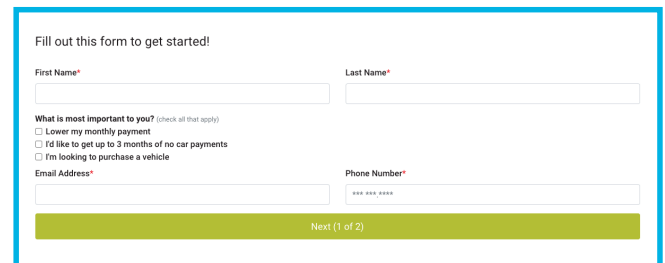 Fill out this form to get started!
First Name*
Last Name*
What is most important to you? (check all that apply)
Lower my monthly payment
I'd like to get up to 3 months of no car payments
I'm looking to purchase a vehicle
Email Address*
Phone Number*
*** ***.****
Next (1 of 2)